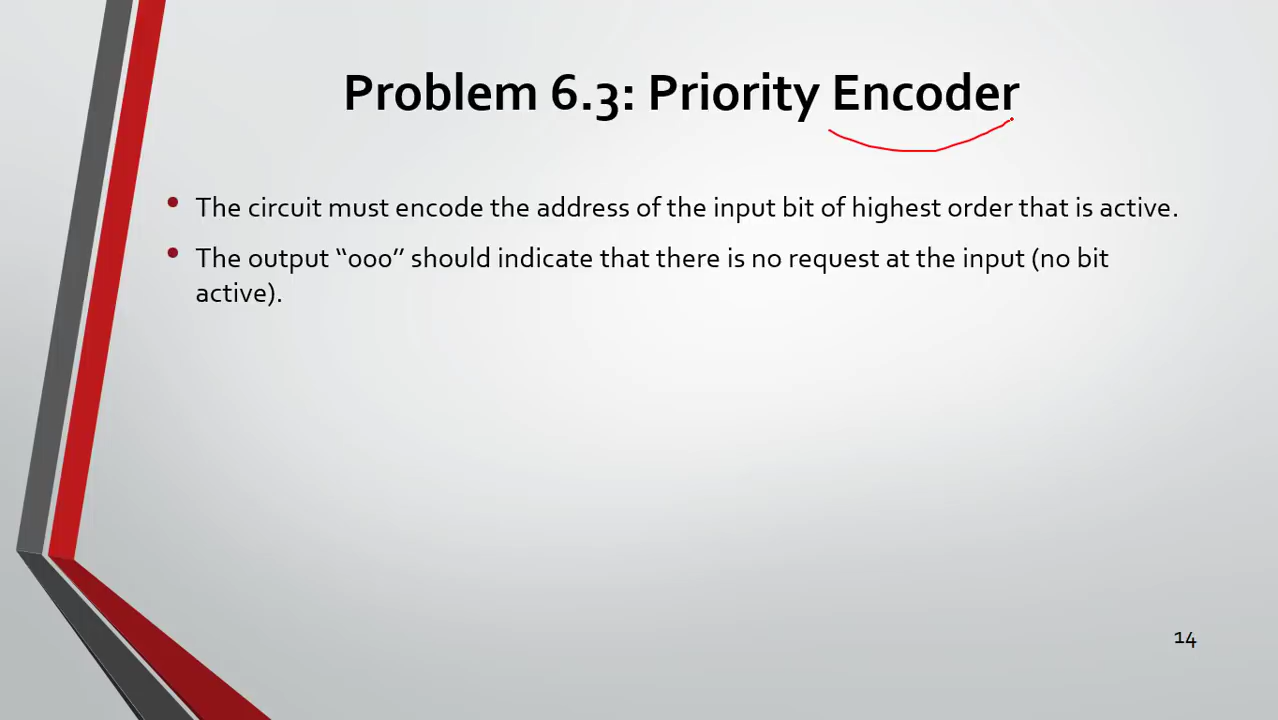 Problem 6.3: Priority Encoder
• The circuit must encode the address of the input bit of highest order that is active.
• The output “000” should indicate that there is no request at the input (no bit
active).
14